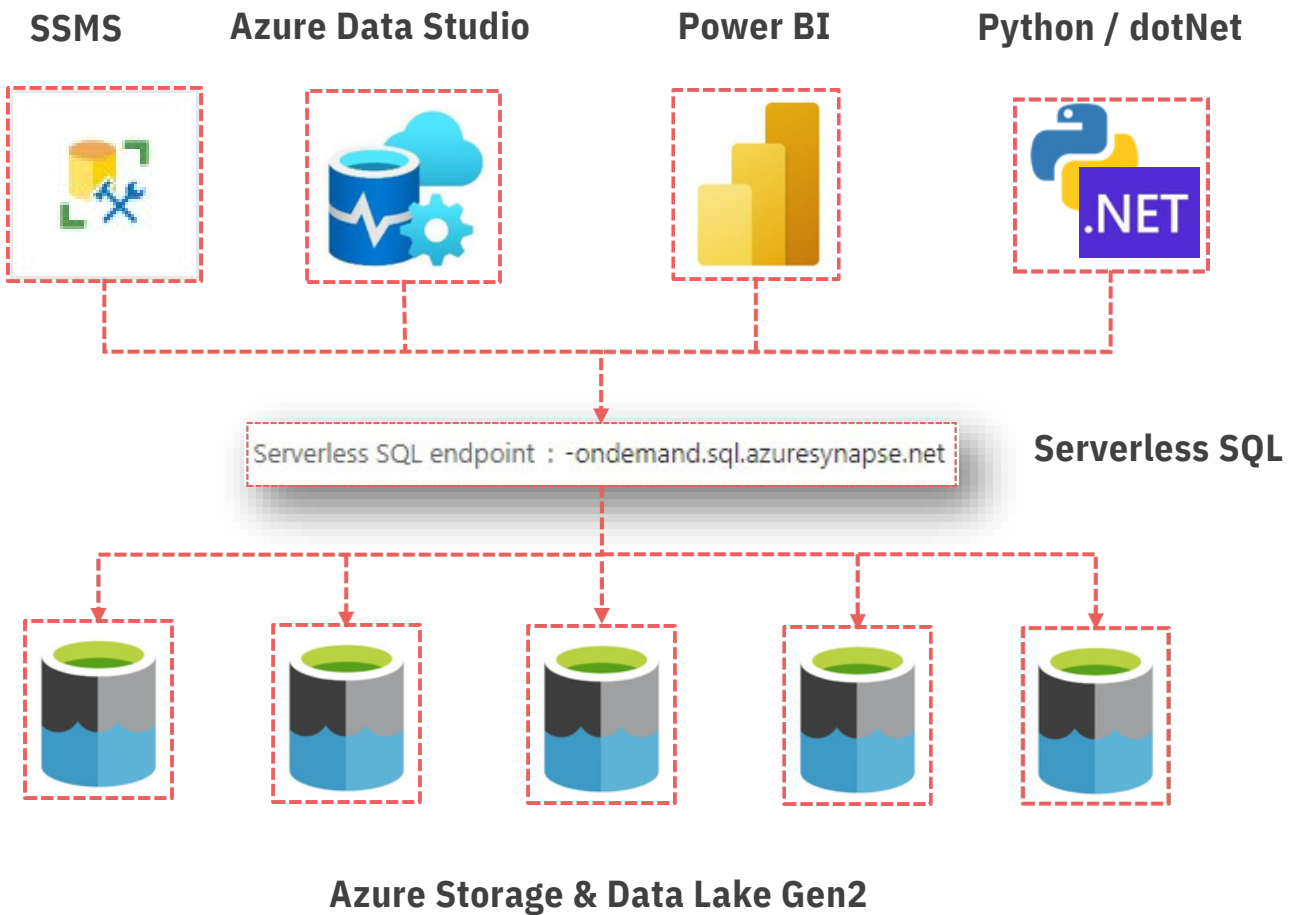 SSMS
Azure Data Studio
Power BI
Python / dotNet
.NET
Serverless SQL endpoint : -ondemand.sql.azuresynapse.net
Serverless SQL
Azure Storage & Data Lake Gen2